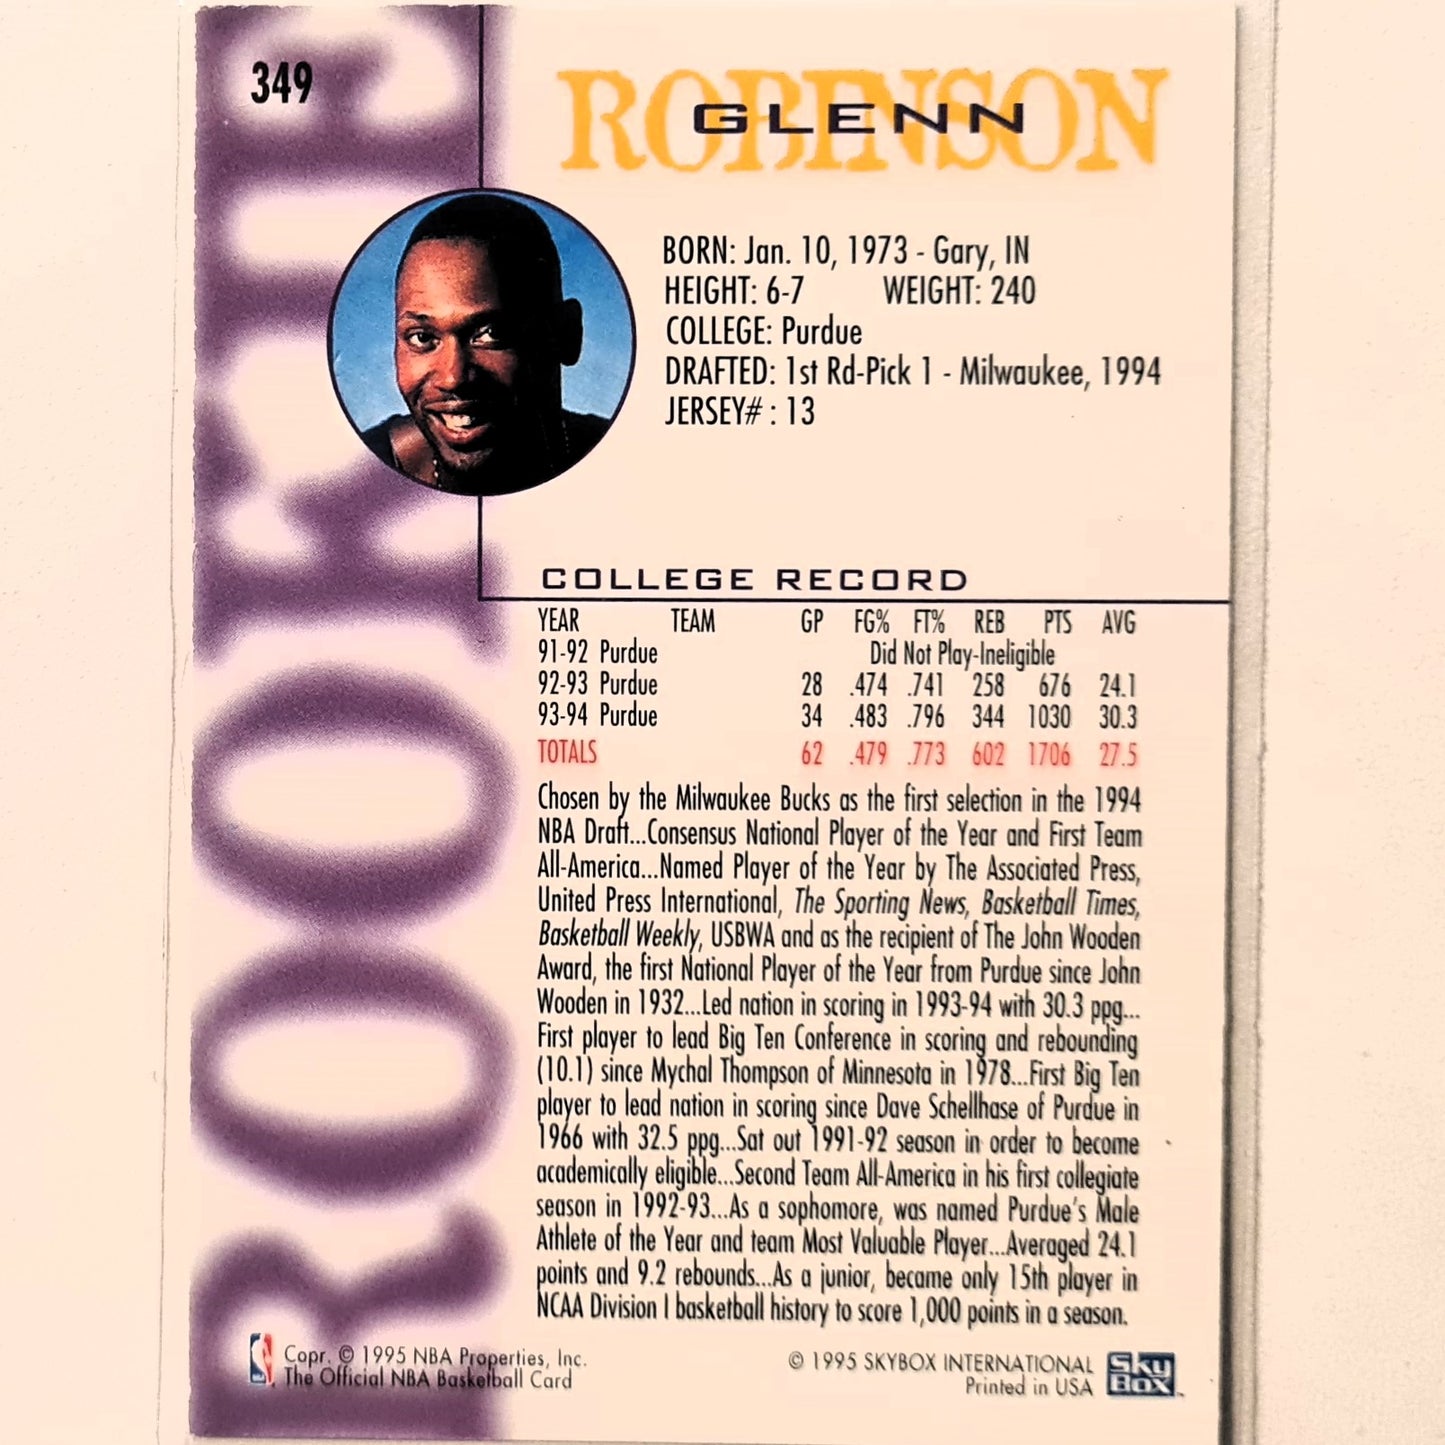 349
ROBINSON
GLENN
ROOKIE
BORN: Jan. 10, 1973 - Gary, IN
HEIGHT: 6-7 WEIGHT: 240
COLLEGE: Purdue
DRAFTED: 1st Rd-Pick 1 - Milwaukee, 1994
JERSEY# : 13
COLLEGE RECORD
YEAR TEAM GP FG% FT% REB PTS AVG
91-92 Purdue Did Not Play-Ineligible
92-93 Purdue 28 .474 .741 258 676 24.1
93-94 Purdue 34 .483 .796 344 1030 30.3
TOTALS 62 .479 .773 602 1706 27.5
Chosen by the Milwaukee Bucks as the first selection in the 1994
NBA Draft...Consensus National Player of the Year and First Team
All-America...Named Player of the Year by The Associated Press,
United Press International, The Sporting News, Basketball Times,
Basketball Weekly, USBWA and as the recipient of The John Wooden
Award, the first National Player of the Year from Purdue since John
Wooden in 1932...Led nation in scoring in 1993-94 with 30.3 ppg...
First player to lead Big Ten Conference in scoring and rebounding
(10.1) since Mychal Thompson of Minnesota in 1978...First Big Ten
player to lead nation in scoring since Dave Schellhase of Purdue in
1966 with 32.5 ppg...Sat out 1991-92 season in order to become
academically eligible...Second Team All-America in his first collegiate
season in 1992-93...As a sophomore, was named Purdue's Male
Athlete of the Year and team Most Valuable Player...Averaged 24.1
points and 9.2 rebounds...As a junior, became only 15th player in
NCAA Division I basketball history to score 1,000 points in a season.
Copr. © 1995 NBA Properties, Inc.
The Official NBA Basketball Card
© 1995 SKYBOX INTERNATIONAL
Printed in USA
SKY
BOX